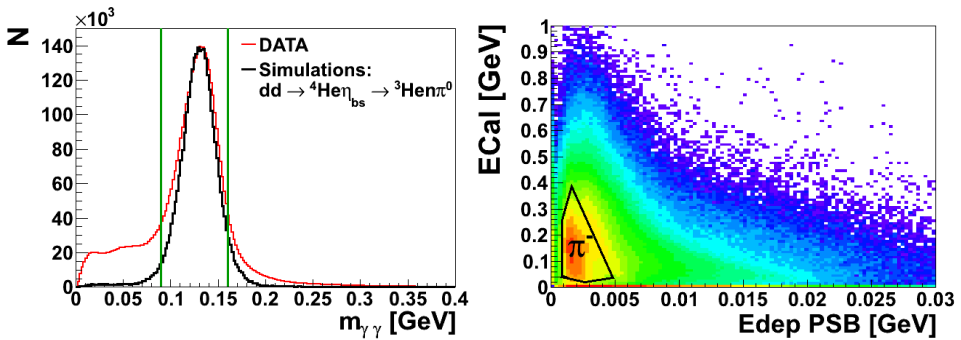 ×10³
N
140
120
100
80
60
40
20
0
0 0.05 0.1 0.15 0.2 0.25 0.3 0.35 0.4
m_γγ [GeV]
DATA
Simulations:
dd → ⁴Heη_bs → ³Henπ⁰
ECal [GeV]
1
0.9
0.8
0.7
0.6
0.5
0.4
0.3
0.2
0.1
0
π⁻
0 0.005 0.01 0.015 0.02 0.025 0.03
Edep PSB [GeV]